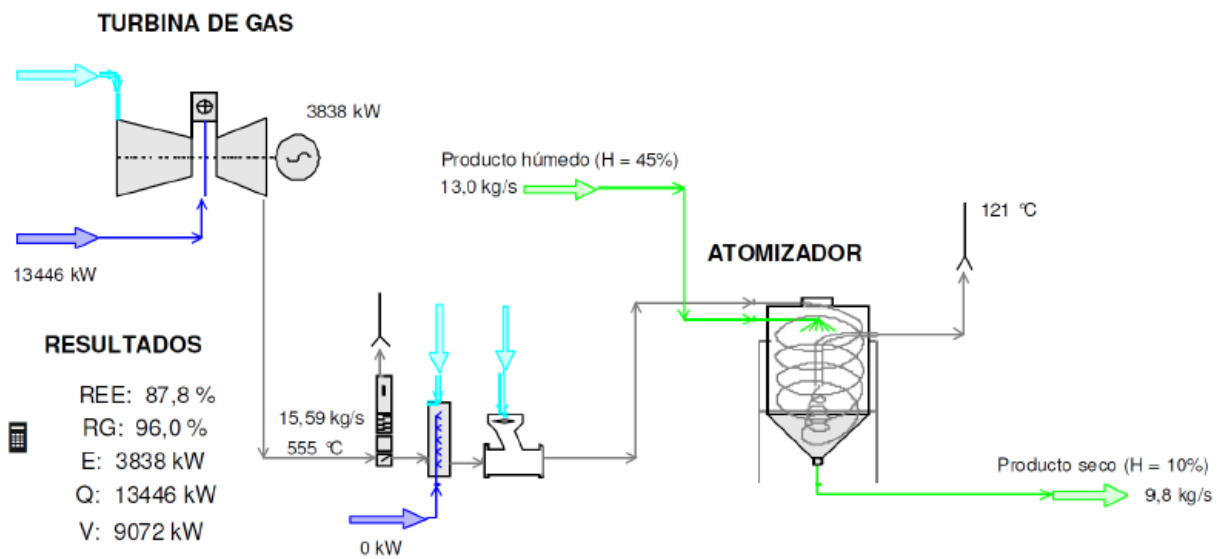 TURBINA DE GAS
3838 kW
13446 kW
Producto húmedo (H = 45%)
13,0 kg/s
121 °C
ATOMIZADOR
RESULTADOS
REE: 87,8 %
RG: 96,0 %
E: 3838 kW
Q: 13446 kW
V: 9072 kW
15,59 kg/s
555 °C
0 kW
Producto seco (H = 10%)
9,8 kg/s